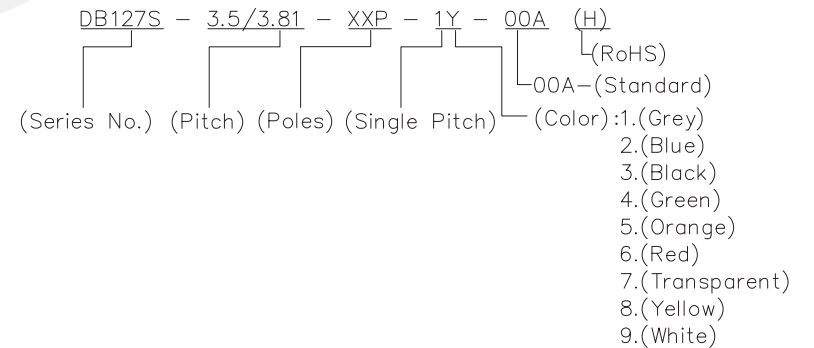 DB127S - 3.5/3.81 - XXP - 1Y - 00A (H)
(RoHS)
00A-(Standard)
(Series No.) (Pitch) (Poles) (Single Pitch) (Color) :1.(Grey)
2.(Blue)
3.(Black)
4.(Green)
5.(Orange)
6.(Red)
7.(Transparent)
8.(Yellow)
9.(White)